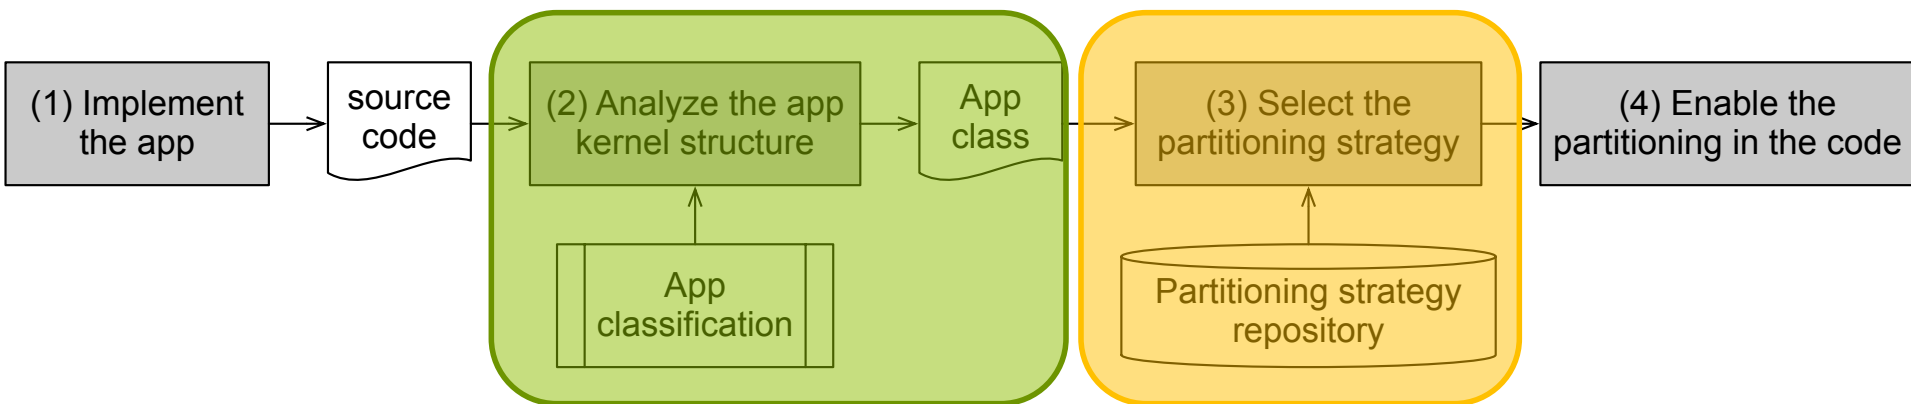 (1) Implement
the app
source
code
(2) Analyze the app
kernel structure
App
class
(3) Select the
partitioning strategy
(4) Enable the
partitioning in the code
App
classification
Partitioning strategy
repository